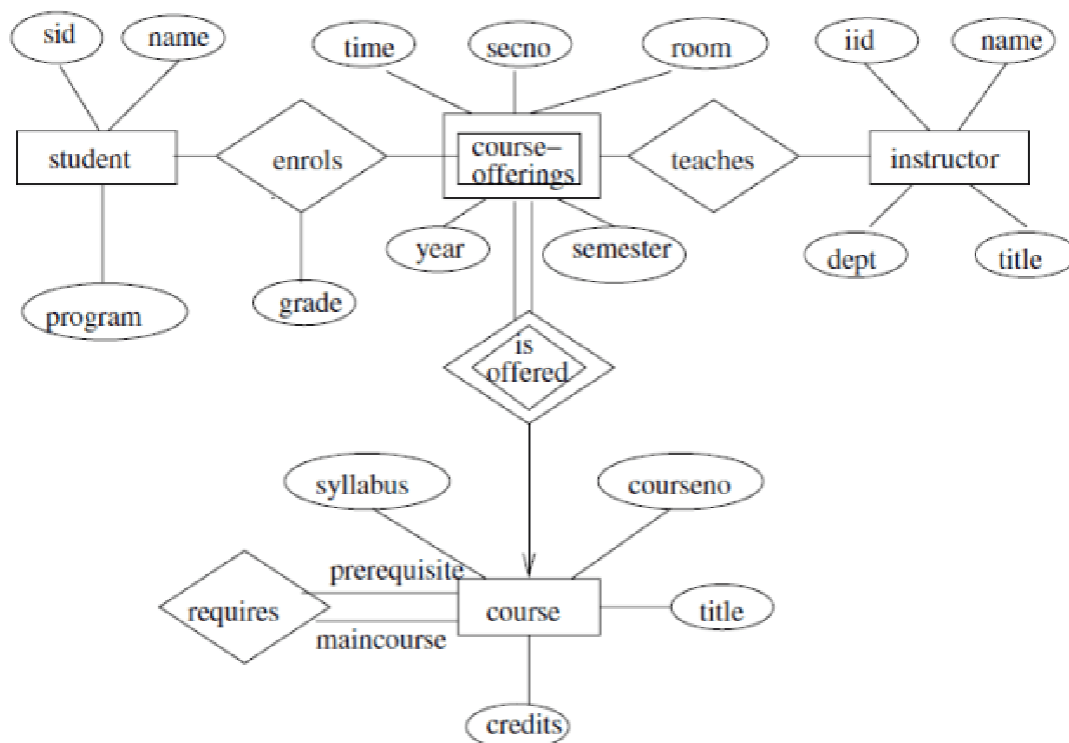 sid
name
time
secno
room
iid
name
student
enrols
course–
offerings
teaches
instructor
year
semester
dept
title
program
grade
is
offered
syllabus
courseno
prerequisite
requires
course
title
maincourse
credits